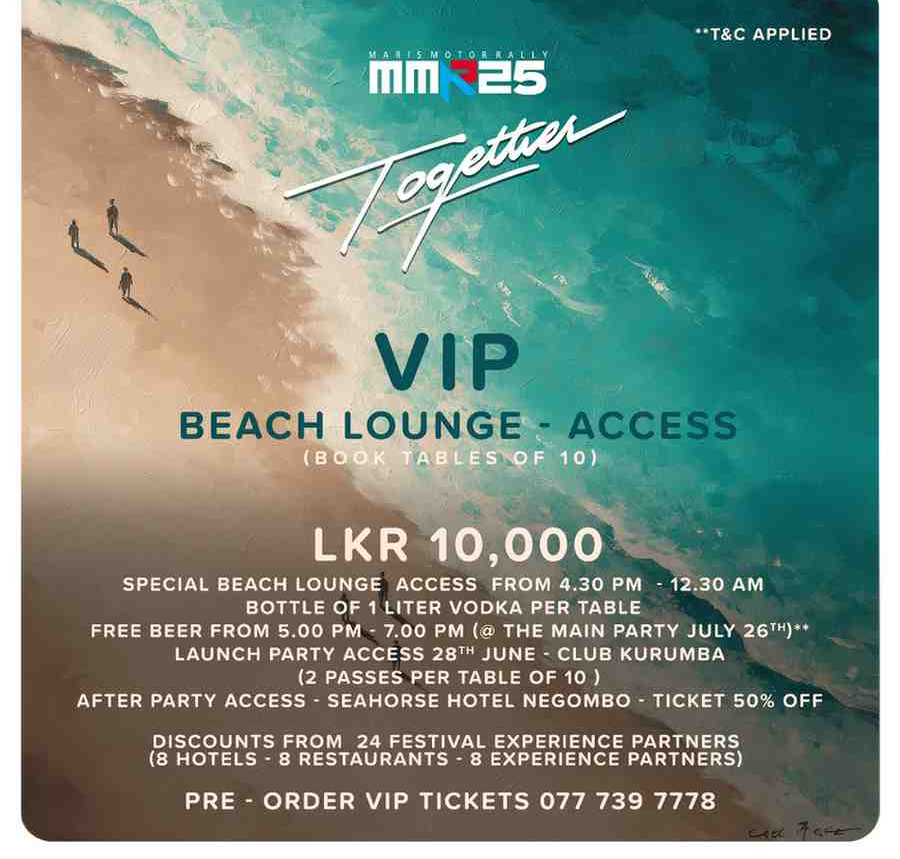 **T&C APPLIED
MARIS MOTOR RALLY
MMR25
Together
VIP
BEACH LOUNGE - ACCESS
(BOOK TABLES OF 10)
LKR 10,000
SPECIAL BEACH LOUNGE ACCESS FROM 4.30 PM - 12.30 AM
BOTTLE OF 1 LITER VODKA PER TABLE
FREE BEER FROM 5.00 PM - 7.00 PM (@ THE MAIN PARTY JULY 26TH)**
LAUNCH PARTY ACCESS 28TH JUNE - CLUB KURUMBA
(2 PASSES PER TABLE OF 10 )
AFTER PARTY ACCESS - SEAHORSE HOTEL NEGOMBO - TICKET 50% OFF
DISCOUNTS FROM 24 FESTIVAL EXPERIENCE PARTNERS
(8 HOTELS - 8 RESTAURANTS - 8 EXPERIENCE PARTNERS)
PRE - ORDER VIP TICKETS 077 739 7778